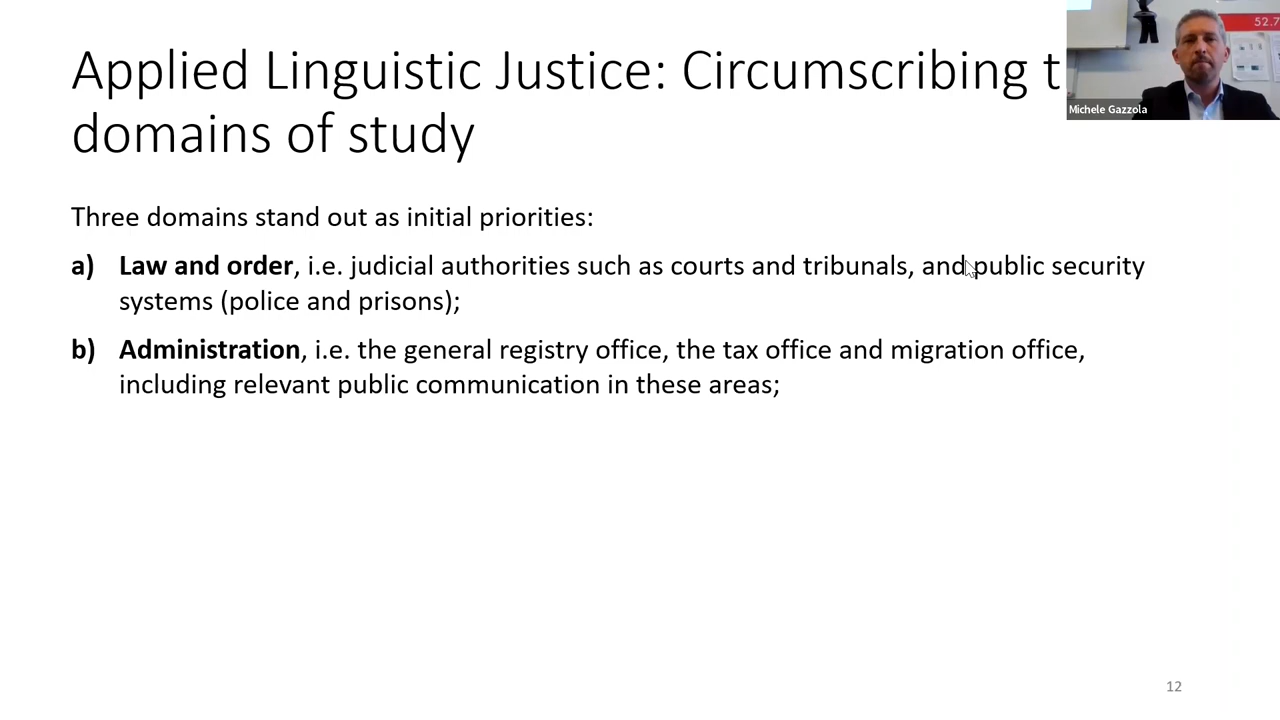 Applied Linguistic Justice: Circumscribing t
domains of study
52.7
Michele Gazzola
Three domains stand out as initial priorities:
a) Law and order, i.e. judicial authorities such as courts and tribunals, and public security
systems (police and prisons);
b) Administration, i.e. the general registry office, the tax office and migration office,
including relevant public communication in these areas;
12